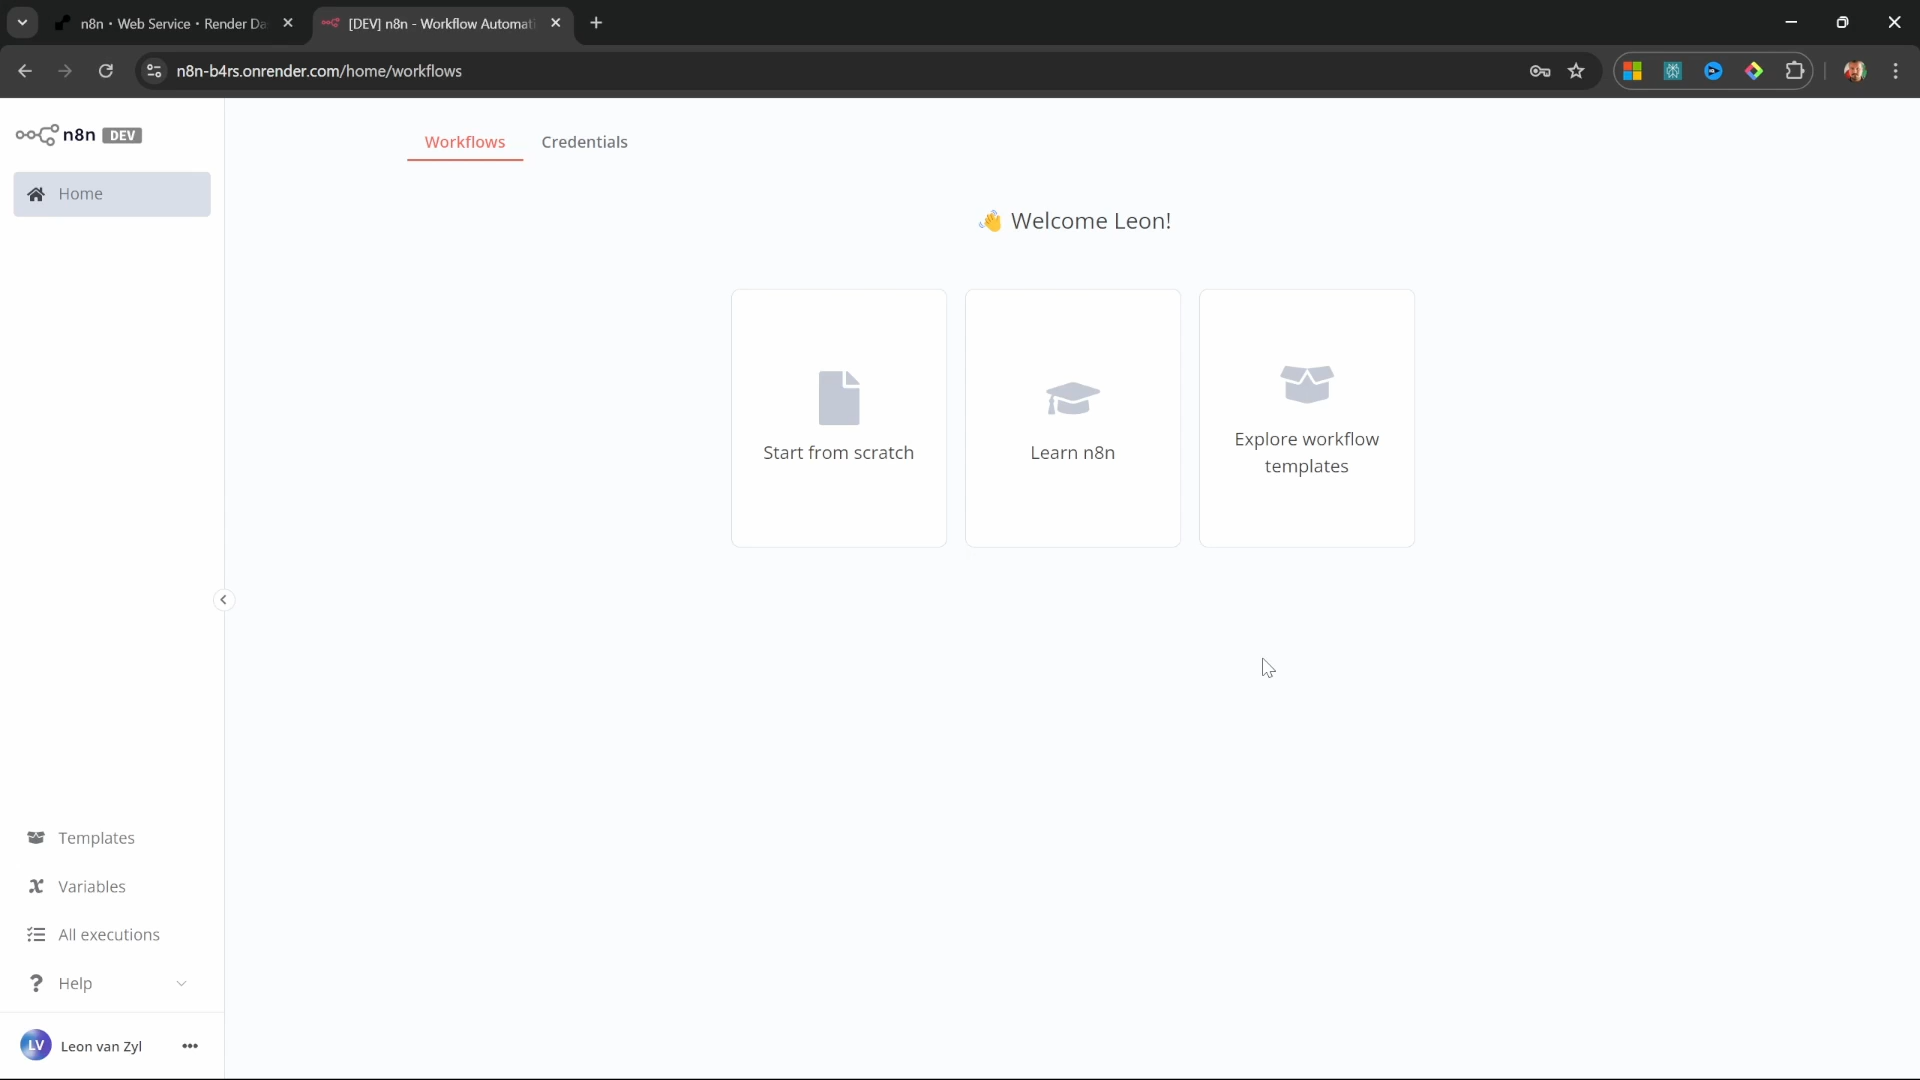 n8n • Web Service • Render Da
[DEV] n8n - Workflow Automati
n8n-b4rs.onrender.com/home/workflows
n8n DEV
Home
Workflows
Credentials
👋 Welcome Leon!
Start from scratch
Learn n8n
Explore workflow
templates
Templates
Variables
All executions
Help
LV
Leon van Zyl